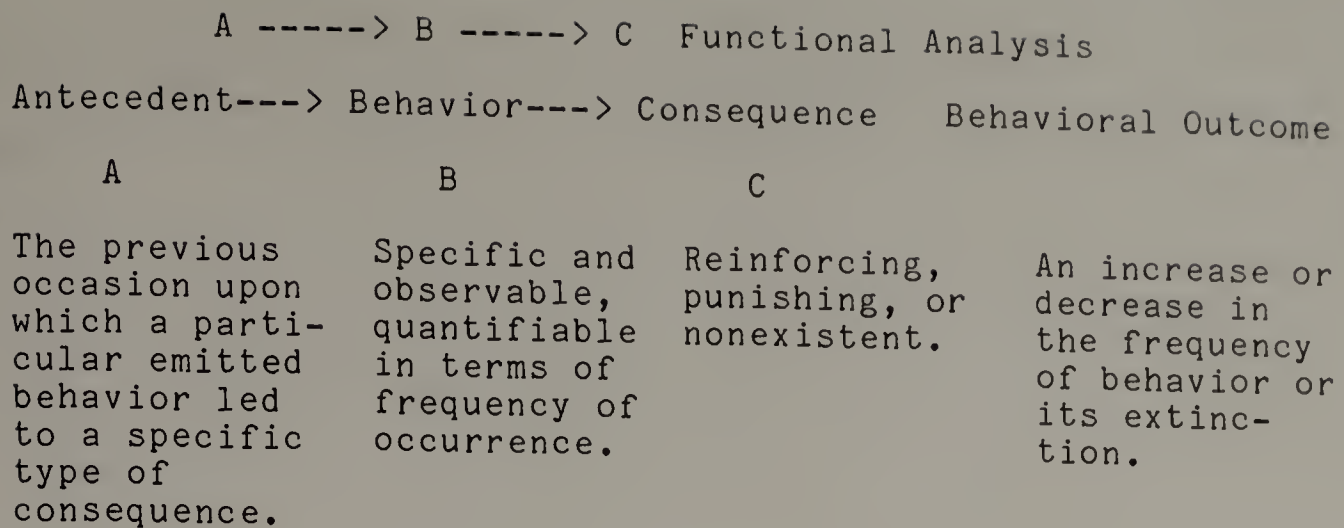 A -----> B -----> C Functional Analysis
Antecedent---> Behavior---> Consequence Behavioral Outcome
A B C
The previous
occasion upon
which a parti-
cular emitted
behavior led
to a specific
type of
consequence.
Specific and
observable,
quantifiable
in terms of
frequency of
occurrence.
Reinforcing,
punishing, or
nonexistent.
An increase or
decrease in
the frequency
of behavior or
its extinc-
tion.